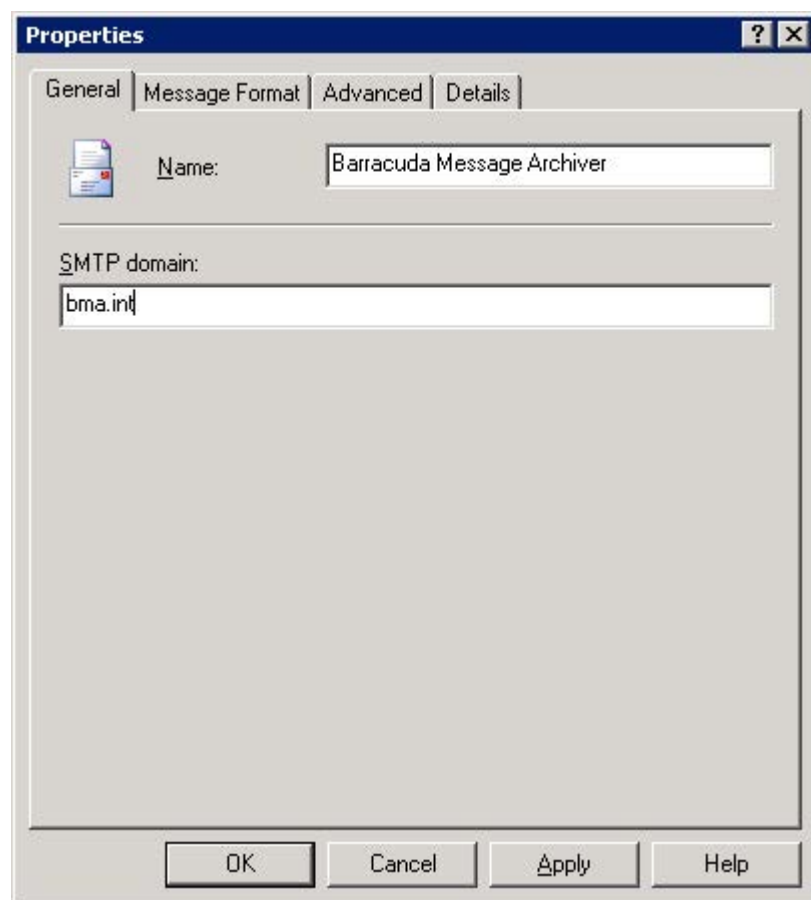 Properties
General Message Format Advanced Details
Name: Barracuda Message Archiver
SMTP domain:
bma.int
OK Cancel Apply Help